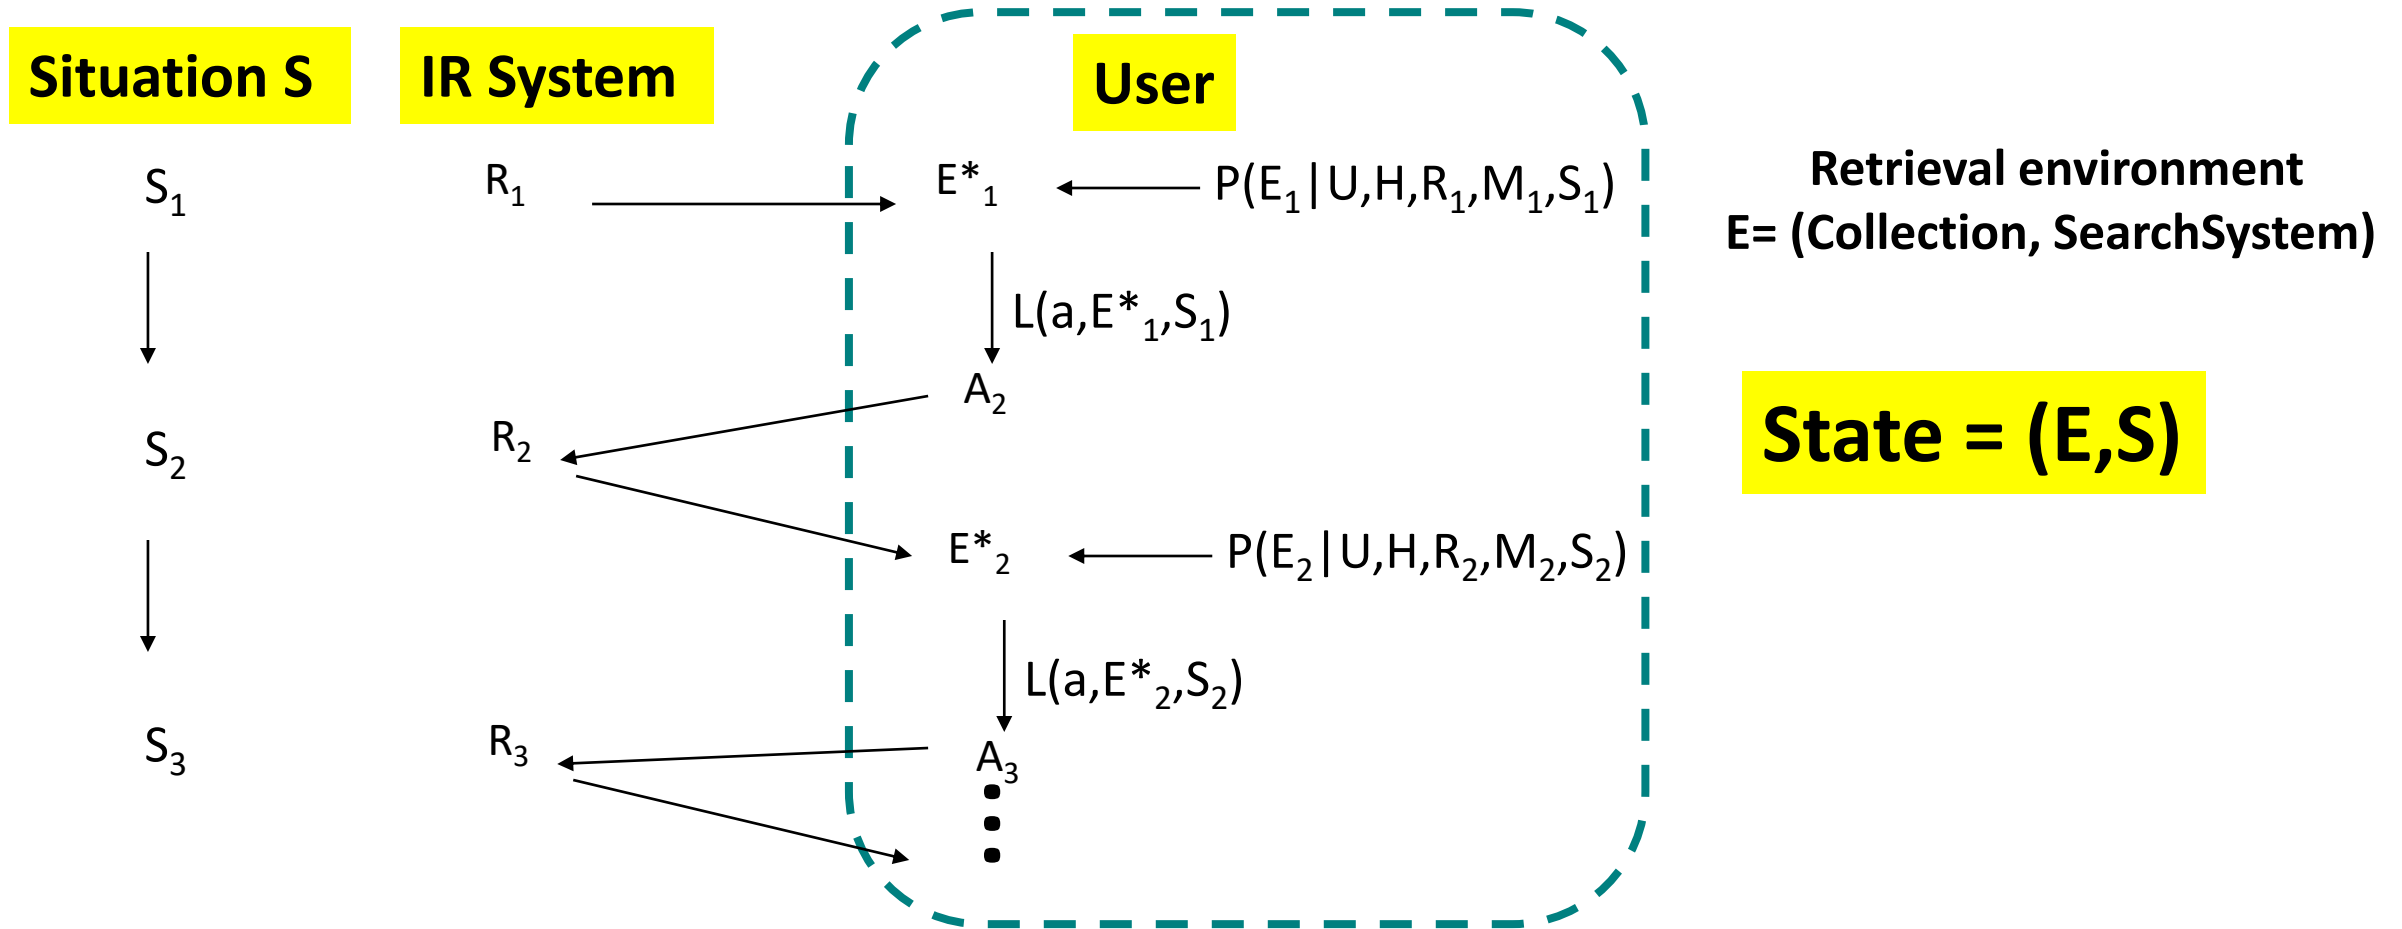 Situation S
IR System
User
S₁
R₁
E*₁
P(E₁|U,H,R₁,M₁,S₁)
Retrieval environment
E= (Collection, SearchSystem)
L(a,E*₁,S₁)
A₂
State = (E,S)
S₂
R₂
E*₂
P(E₂|U,H,R₂,M₂,S₂)
L(a,E*₂,S₂)
S₃
R₃
A₃